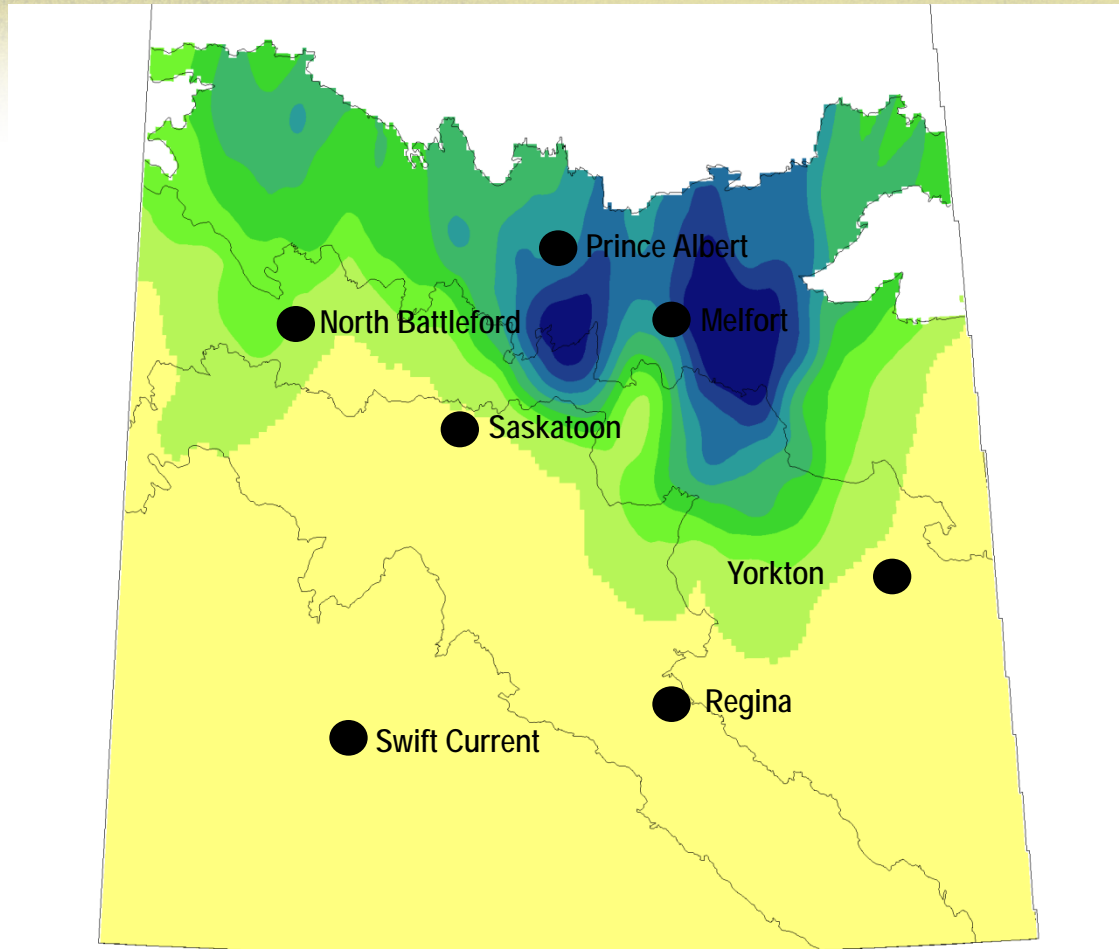 Prince Albert
North Battleford
Melfort
Saskatoon
Yorkton
Regina
Swift Current